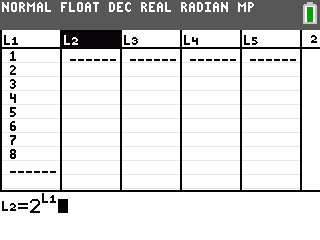 NORMAL FLOAT DEC REAL RADIAN MP
L1 L2 L3 L4 L5 2
1 ------ ------ ------ ------
2
3
4
5
6
7
8
------
L2=2^L1